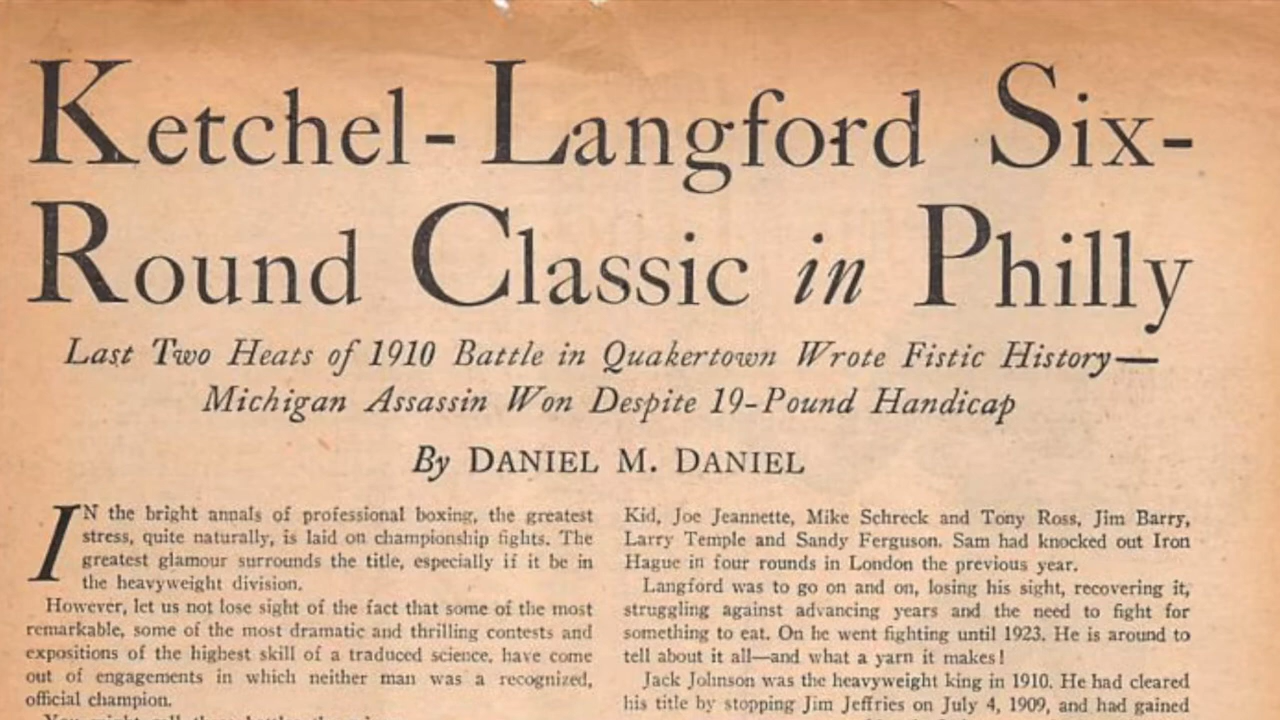 Ketchel-Langford Six-
Round Classic in Philly
Last Two Heats of 1910 Battle in Quakertown Wrote Fistic History—
Michigan Assassin Won Despite 19-Pound Handicap
By DANIEL M. DANIEL
IN the bright annals of professional boxing, the greatest
stress, quite naturally, is laid on championship fights. The
greatest glamour surrounds the title, especially if it be in
the heavyweight division.
However, let us not lose sight of the fact that some of the most
remarkable, some of the most dramatic and thrilling contests and
expositions of the highest skill of a traduced science, have come
out of engagements in which neither man was a recognized,
official champion.
Kid, Joe Jeannette, Mike Schreck and Tony Ross, Jim Barry,
Larry Temple and Sandy Ferguson. Sam had knocked out Iron
Hague in four rounds in London the previous year.
Langford was to go on and on, losing his sight, recovering it,
struggling against advancing years and the need to fight for
something to eat. On he went fighting until 1923. He is around to
tell about it all—and what a yarn it makes!
Jack Johnson was the heavyweight king in 1910. He had cleared
his title by stopping Jim Jeffries on July 4, 1909, and had gained